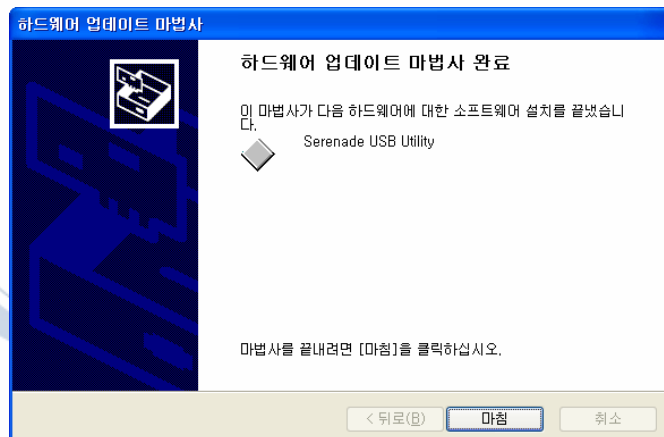 하드웨어 업데이트 마법사
하드웨어 업데이트 마법사 완료
이 마법사가 다음 하드웨어에 대한 소프트웨어 설치를 끝냈습니
다.
Serenade USB Utility
마법사를 끝내려면 [마침]을 클릭하십시오.
< 뒤로(B) 마침 취소